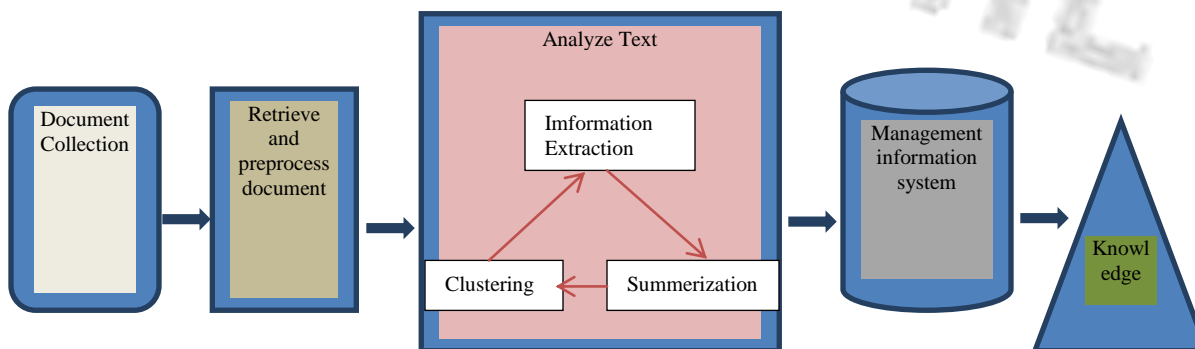 Document
Collection
Retrieve
and
preprocess
document
Analyze Text
Imformation
Extraction
Clustering
Summerization
Management
information
system
Knowl
edge